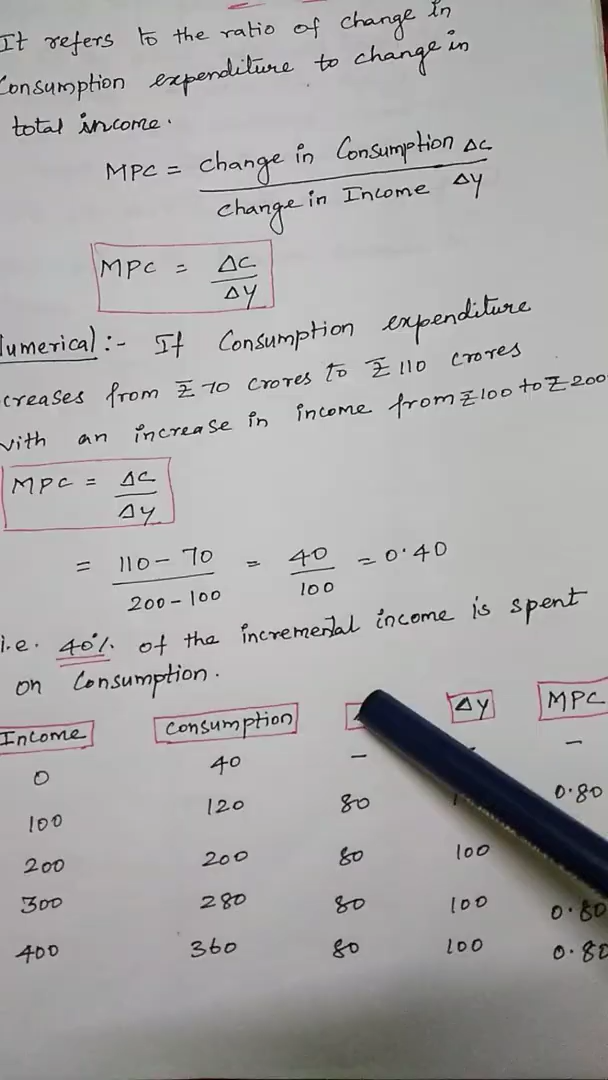 It refers to the ratio of change in
Consumption expenditure to change in
total income.
MPC = change in Consumption ΔC
change in Income ΔY
MPC = ΔC
ΔY
Numerical :- If Consumption expenditure
creases from ₹70 crores to ₹110 crores
with an increase in income from ₹100 to ₹200
MPC = ΔC
ΔY
= 110 - 70 = 40 = 0.40
200 - 100 100
i.e. 40% of the incremental income is spent
on Consumption.
Income Consumption ΔY MPC
0 40 - -
100 120 80 0.80
200 200 80 100
300 280 80 100 0.80
400 360 80 100 0.80